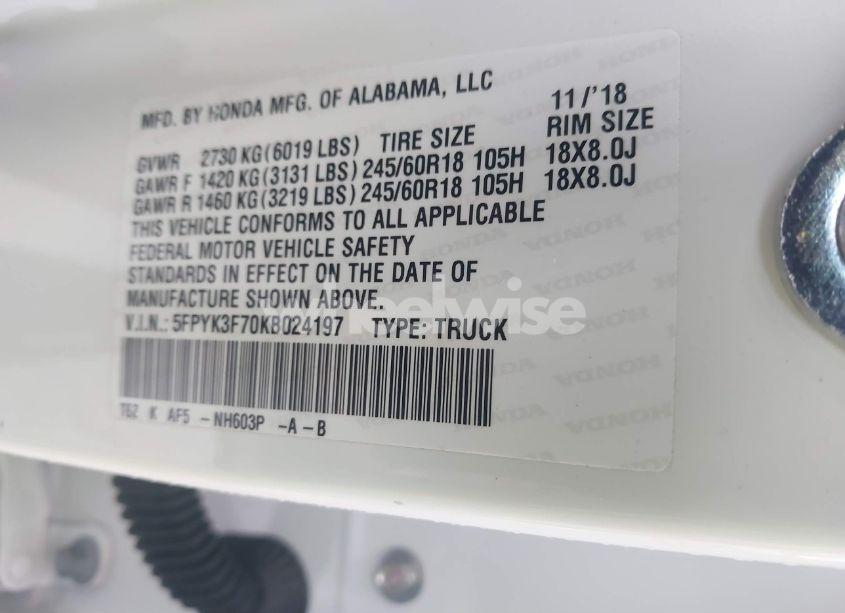 MFD. BY HONDA MFG. OF ALABAMA, LLC 11/'18
GVWR 2730 KG(6019 LBS) TIRE SIZE RIM SIZE
GAWR F 1420 KG(3131 LBS) 245/60R18 105H 18X8.0J
GAWR R 1460 KG(3219 LBS) 245/60R18 105H 18X8.0J
THIS VEHICLE CONFORMS TO ALL APPLICABLE
FEDERAL MOTOR VEHICLE SAFETY
STANDARDS IN EFFECT ON THE DATE OF
MANUFACTURE SHOWN ABOVE.
wheelwise
V.I.N.: 5FPYK3F70KB024197 TYPE: TRUCK
T6Z K AF5 -NH603P -A-B